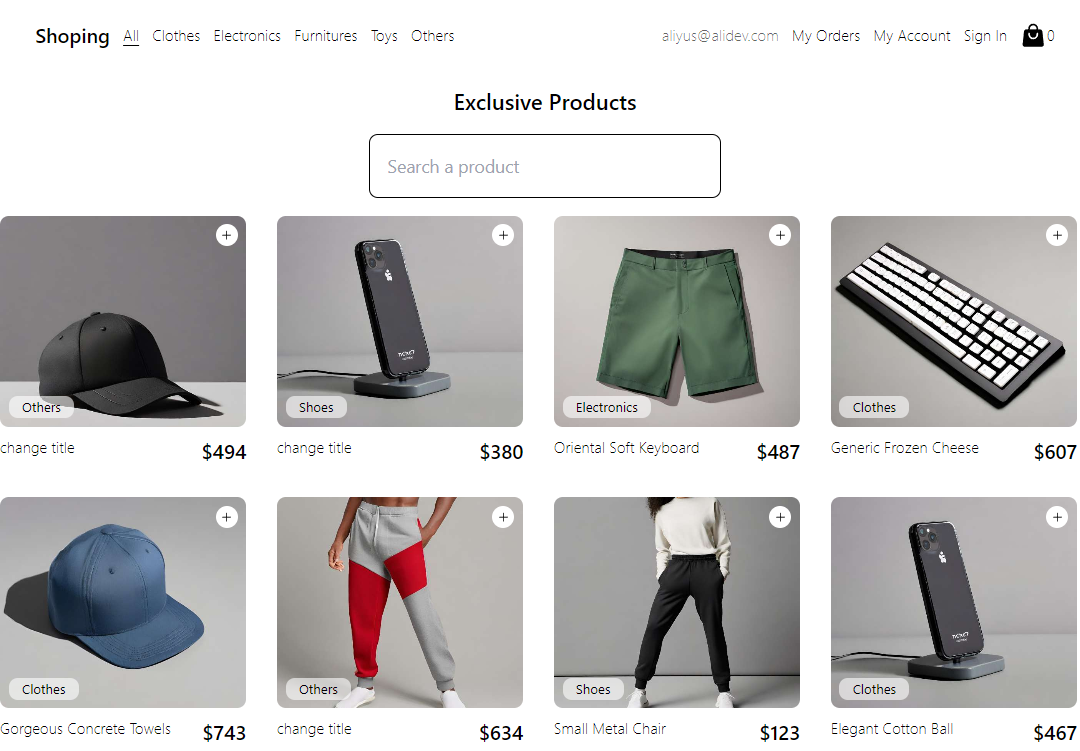 Shoping All Clothes Electronics Furnitures Toys Others aliyus@alidev.com My Orders My Account Sign In 0
Exclusive Products
Search a product
+ + + +
Others Shoes Electronics Clothes
change title $494 change title $380 Oriental Soft Keyboard $487 Generic Frozen Cheese $607
+ + + +
Clothes Others Shoes Clothes
Gorgeous Concrete Towels $743 change title $634 Small Metal Chair $123 Elegant Cotton Ball $467